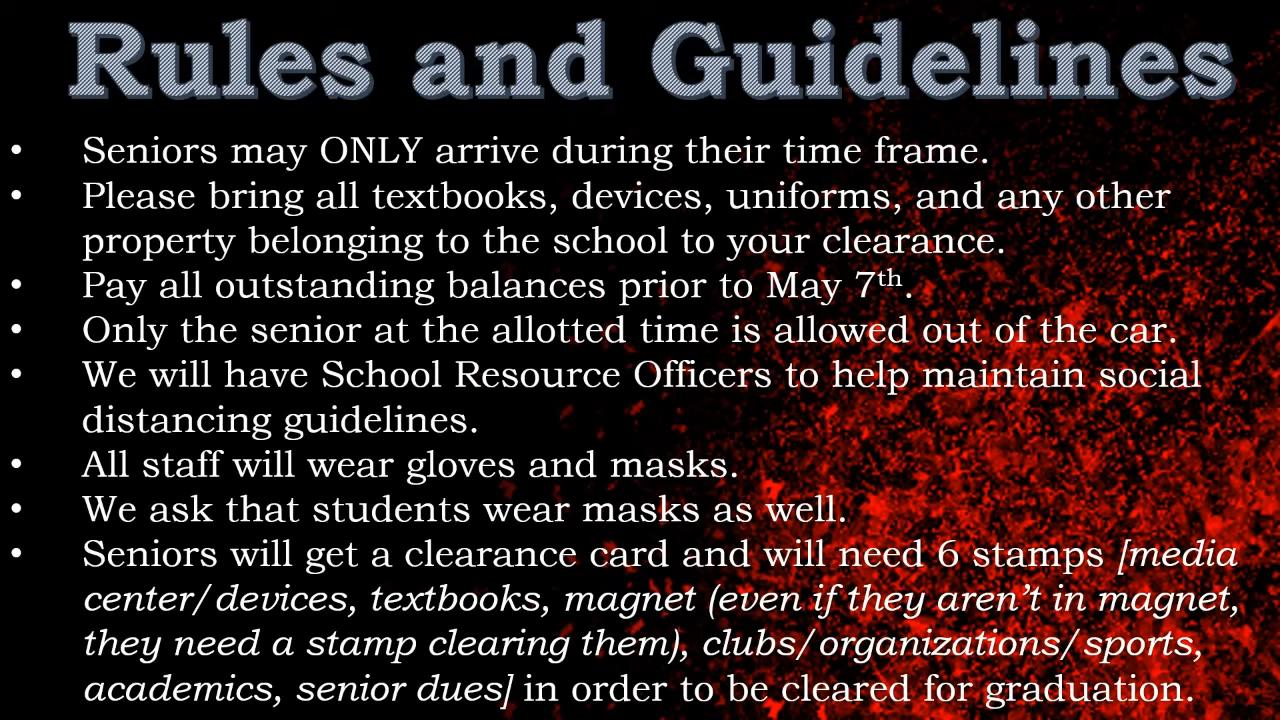 Rules and Guidelines
• Seniors may ONLY arrive during their time frame.
• Please bring all textbooks, devices, uniforms, and any other
property belonging to the school to your clearance.
• Pay all outstanding balances prior to May 7th.
• Only the senior at the allotted time is allowed out of the car.
• We will have School Resource Officers to help maintain social
distancing guidelines.
• All staff will wear gloves and masks.
• We ask that students wear masks as well.
• Seniors will get a clearance card and will need 6 stamps [media
center/devices, textbooks, magnet (even if they aren’t in magnet,
they need a stamp clearing them), clubs/organizations/sports,
academics, senior dues] in order to be cleared for graduation.